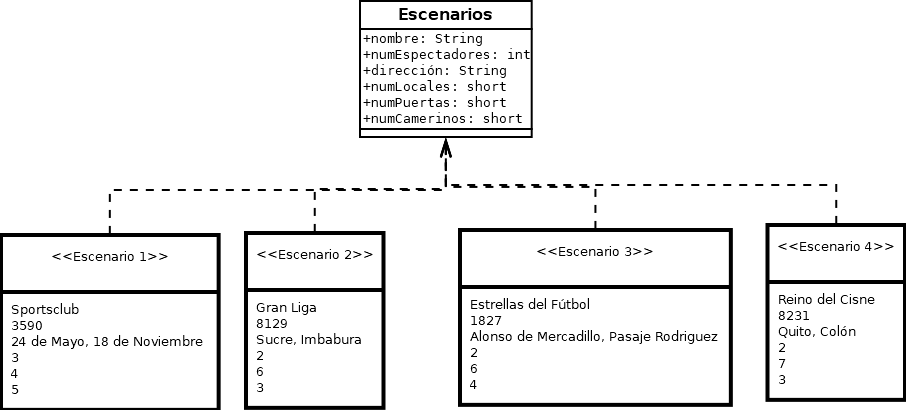 Escenarios
+nombre: String
+numEspectadores: int
+dirección: String
+numLocales: short
+numPuertas: short
+numCamerinos: short
<<Escenario 1>>
Sportsclub
3590
24 de Mayo, 18 de Noviembre
3
4
5
<<Escenario 2>>
Gran Liga
8129
Sucre, Imbabura
2
6
3
<<Escenario 3>>
Estrellas del Fútbol
1827
Alonso de Mercadillo, Pasaje Rodriguez
2
6
4
<<Escenario 4>>
Reino del Cisne
8231
Quito, Colón
2
7
3